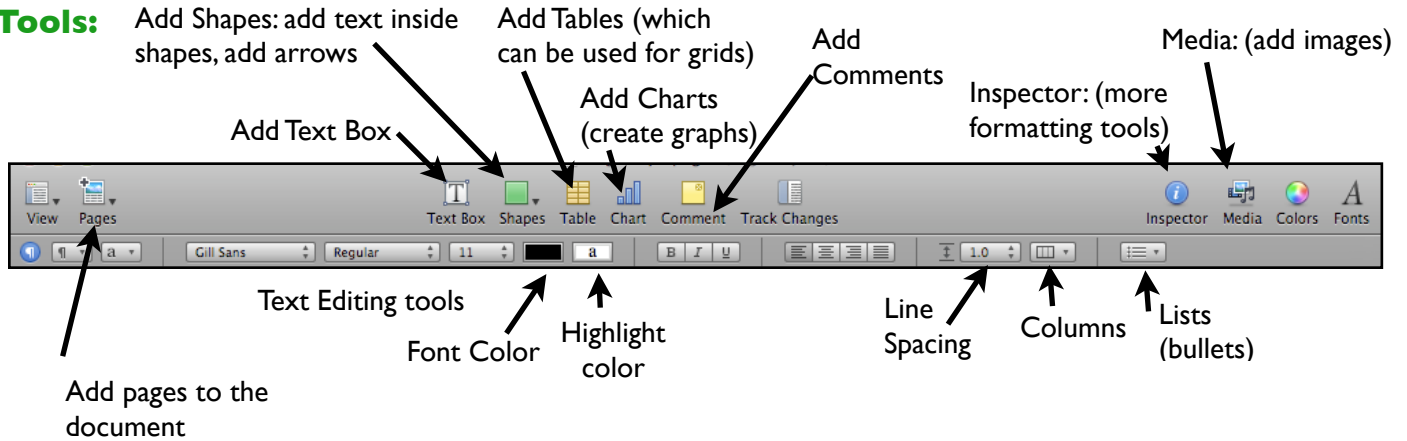 Tools:
Add Shapes: add text inside
shapes, add arrows
Add Tables (which
can be used for grids)
Add
Comments
Media: (add images)
Inspector: (more
formatting tools)
Add Charts
(create graphs)
Add Text Box
T
View Pages Text Box Shapes Table Chart Comment Track Changes Inspector Media Colors Fonts
¶ a Gill Sans Regular 11 a B I U 1.0
Text Editing tools
Font Color
Highlight
color
Line
Spacing
Columns
Lists
(bullets)
Add pages to the
document